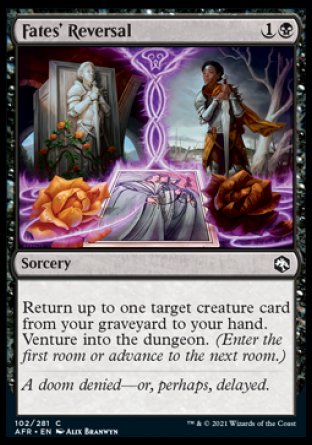 Fates' Reversal 1
Sorcery
Return up to one target creature card
from your graveyard to your hand.
Venture into the dungeon. (Enter the
first room or advance to the next room.)
A doom denied—or, perhaps, delayed.
102/281 C
AFR • EN Alix Branwyn ™ & © 2021 Wizards of the Coast